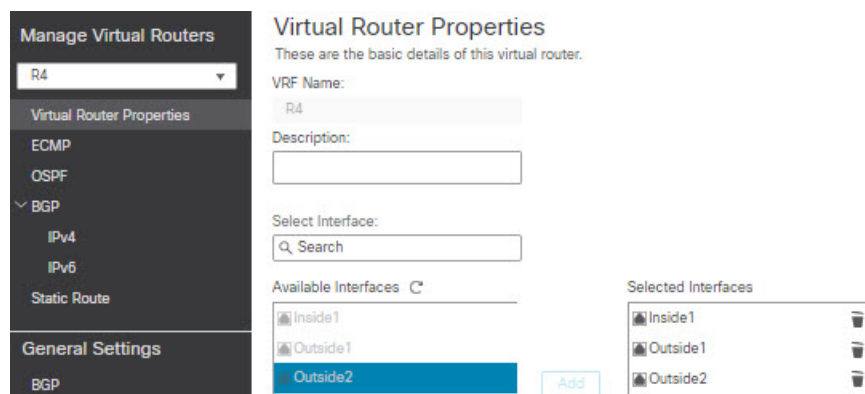 Manage Virtual Routers
R4
Virtual Router Properties
ECMP
OSPF
BGP
IPv4
IPv6
Static Route
General Settings
BGP
Virtual Router Properties
These are the basic details of this virtual router.
VRF Name:
R4
Description:
Select Interface:
Search
Available Interfaces
Inside1
Outside1
Outside2
Add
Selected Interfaces
Inside1
Outside1
Outside2